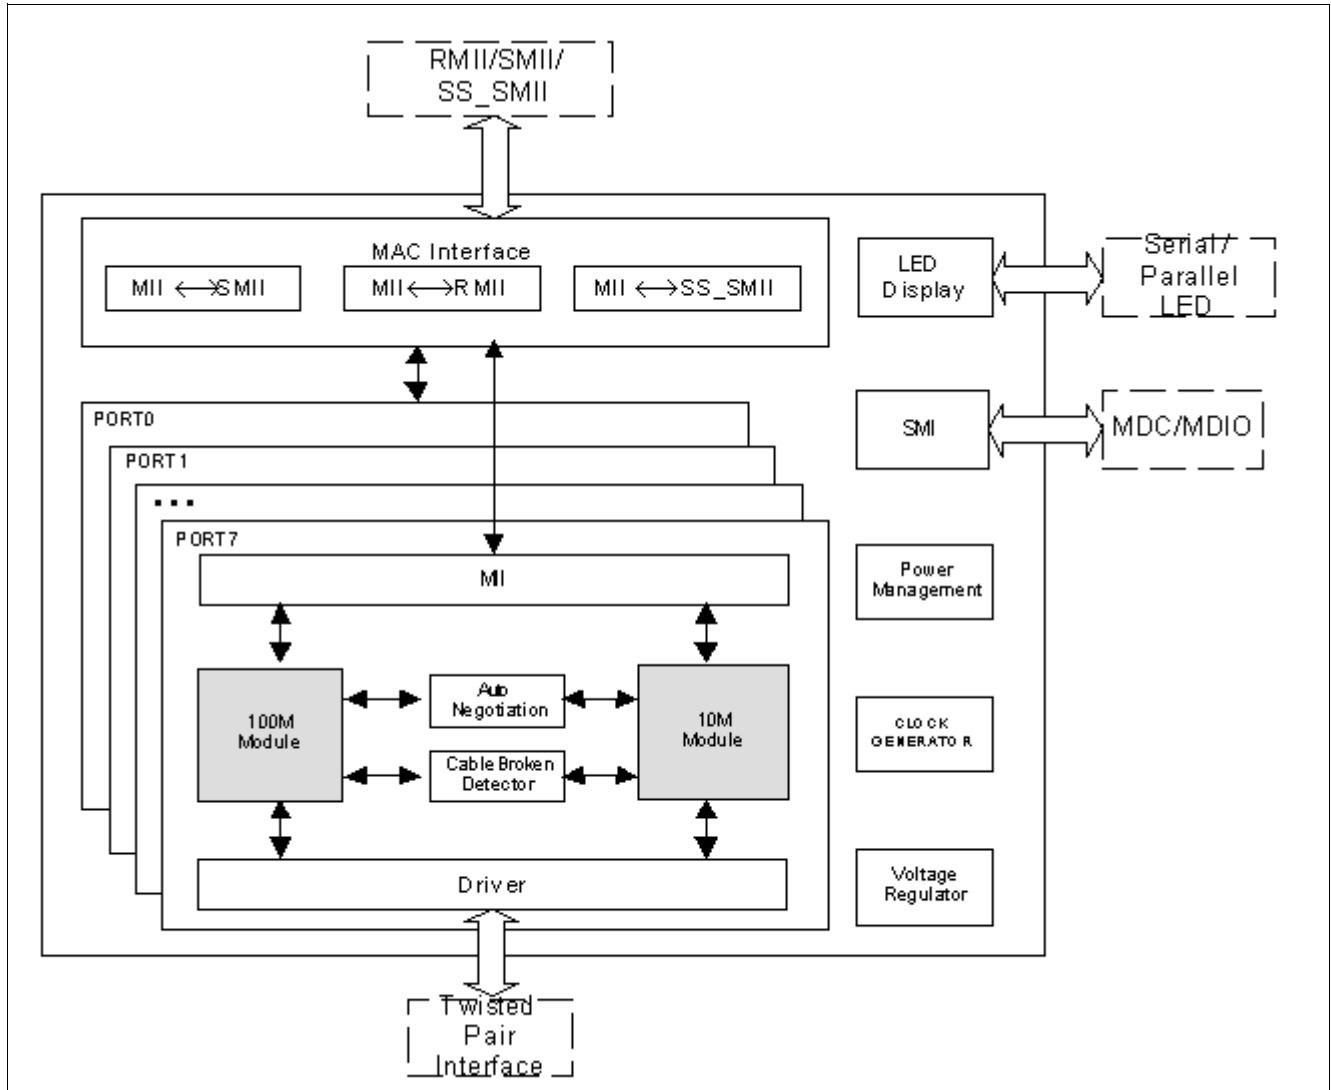 RMII/SMII/
SS_SMII
MAC Interface
MII ⟷ SMII
MII ⟷ RMII
MII ⟷ SS_SMII
LED
Display
Serial/
Parallel
LED
PORT0
PORT1
...
PORT7
SMI
MDC/MDIO
MII
Power
Management
100M
Module
Auto
Negotiation
10M
Module
Cable Broken
Detector
CLOCK
GENERATOR
Driver
Voltage
Regulator
Twisted
Pair
Interface